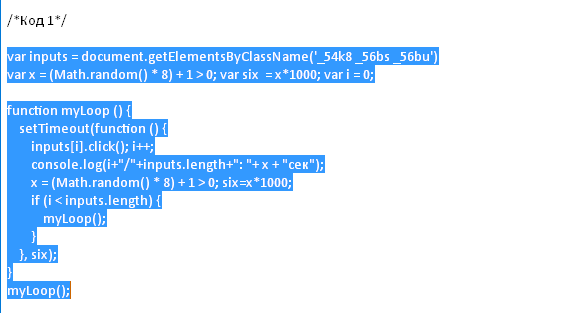 /*Код 1*/
var inputs = document.getElementsByClassName('_54k8 _56bs _56bu')
var x = (Math.random() * 8) + 1 > 0; var six  = x*1000; var i = 0;
function myLoop () {
setTimeout(function () {
inputs[i].click(); i++;
console.log(i+"/"+inputs.length+": "+ x + "сек");
x = (Math.random() * 8) + 1 > 0; six=x*1000;
if (i < inputs.length) {
myLoop();
}
}, six);
}
myLoop();